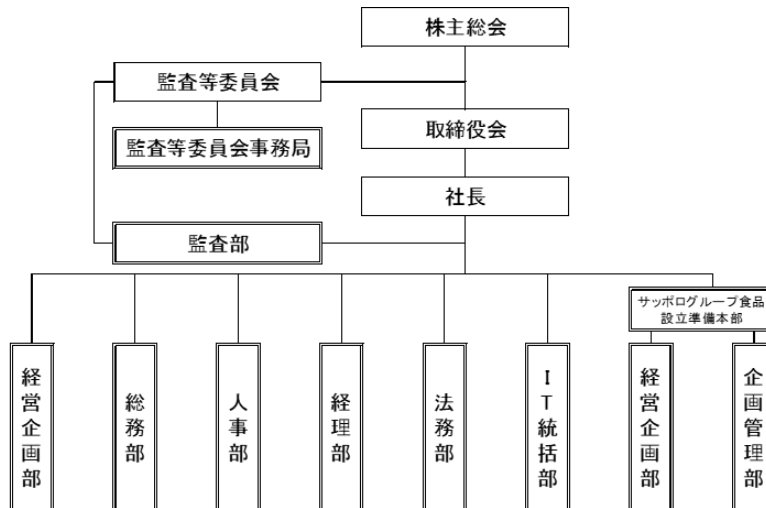 株主総会
監査等委員会
取締役会
監査等委員会事務局
社長
監査部
サッポログループ食品
設立準備本部
経営企画部
総務部
人事部
経理部
法務部
IT統括部
経営企画部
企画管理部